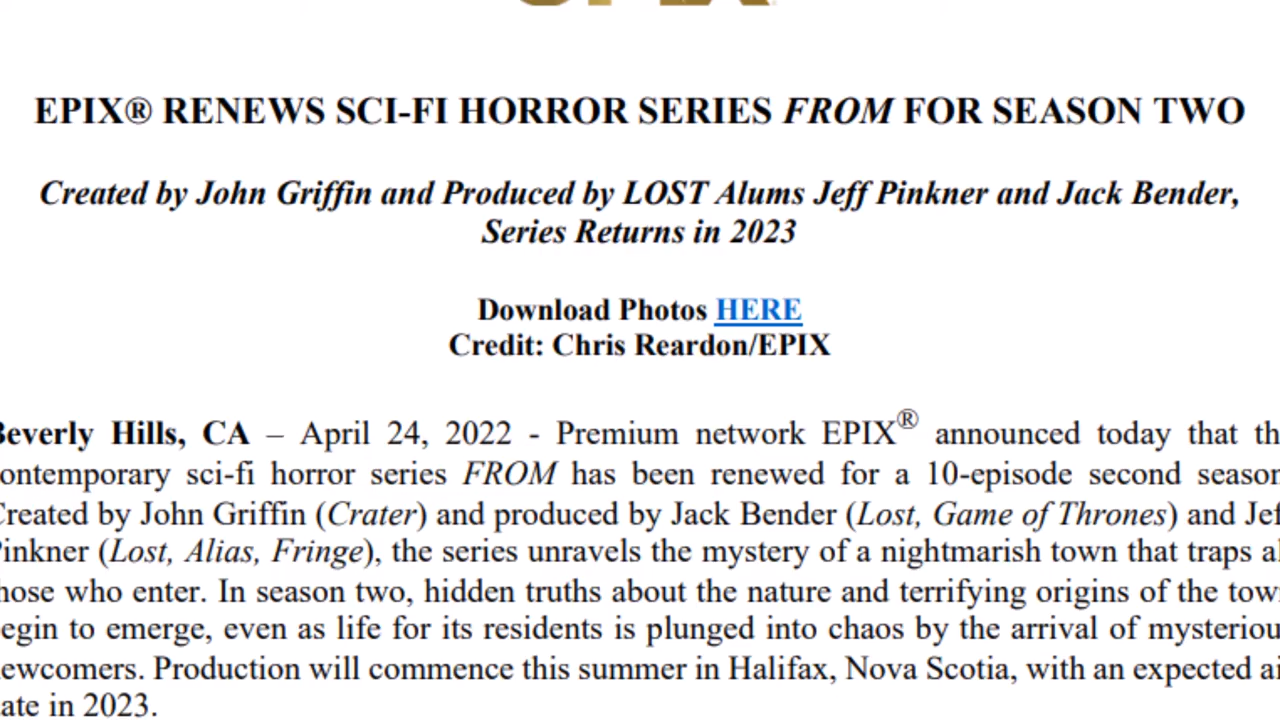 EPIX® RENEWS SCI-FI HORROR SERIES FROM FOR SEASON TWO
Created by John Griffin and Produced by LOST Alums Jeff Pinkner and Jack Bender,
Series Returns in 2023
Download Photos HERE
Credit: Chris Reardon/EPIX
Beverly Hills, CA – April 24, 2022 - Premium network EPIX® announced today that th
ontemporary sci-fi horror series FROM has been renewed for a 10-episode second season
Created by John Griffin (Crater) and produced by Jack Bender (Lost, Game of Thrones) and Jef
Pinkner (Lost, Alias, Fringe), the series unravels the mystery of a nightmarish town that traps al
hose who enter. In season two, hidden truths about the nature and terrifying origins of the town
egin to emerge, even as life for its residents is plunged into chaos by the arrival of mysteriou
ewcomers. Production will commence this summer in Halifax, Nova Scotia, with an expected ai
ate in 2023.